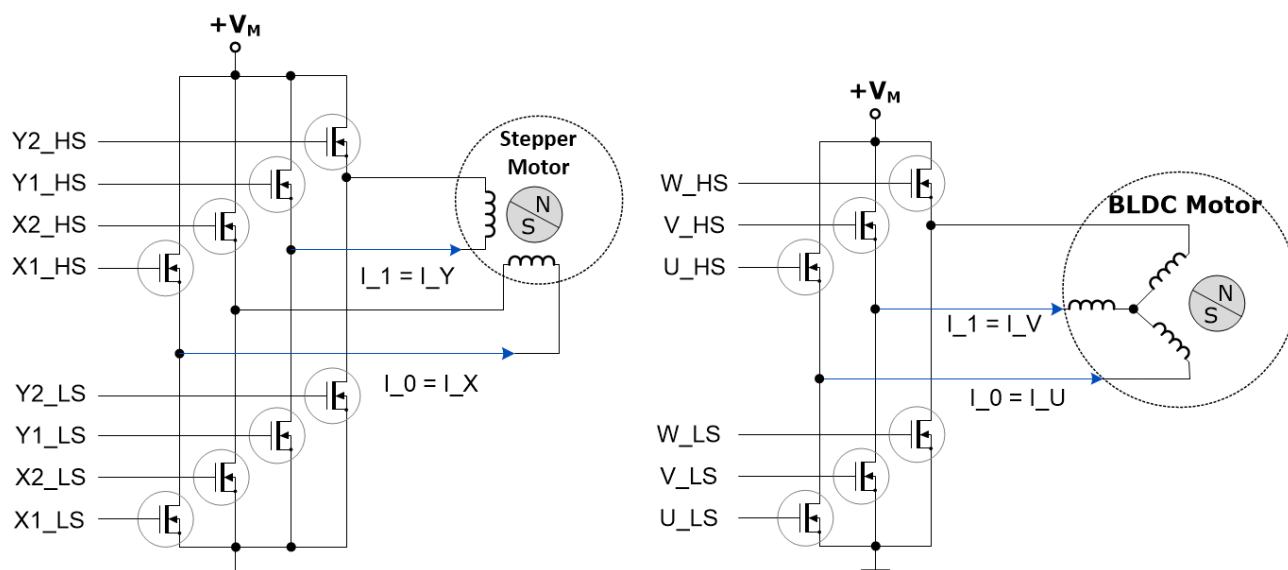 +VM
Y2_HS
Y1_HS
X2_HS
X1_HS
Stepper
Motor
N
S
I_1 = I_Y
I_0 = I_X
Y2_LS
Y1_LS
X2_LS
X1_LS
+VM
W_HS
V_HS
U_HS
BLDC Motor
N
S
I_1 = I_V
I_0 = I_U
W_LS
V_LS
U_LS